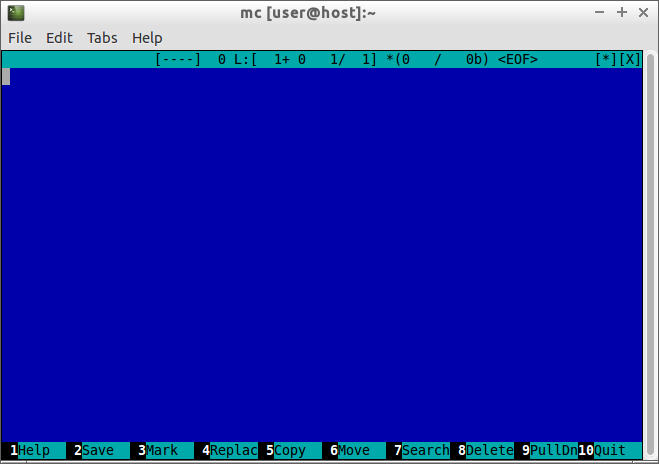 mc [user@host]:~
File Edit Tabs Help
[----]  0 L:[  1+ 0   1/  1] *(0   /   0b) <EOF>       [*][X]
1Help 2Save 3Mark 4Replac 5Copy 6Move 7Search 8Delete 9PullDn 10Quit